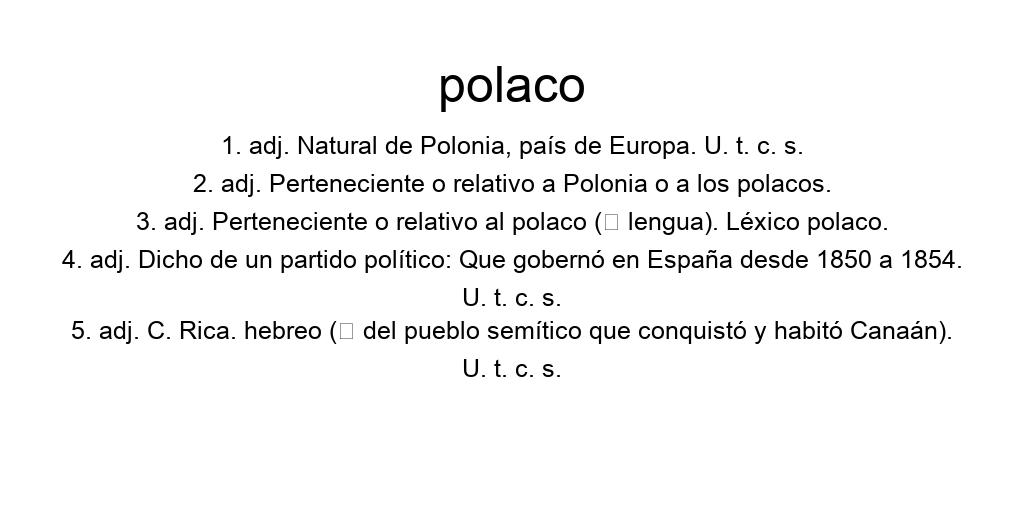 polaco
1. adj. Natural de Polonia, país de Europa. U. t. c. s.
2. adj. Perteneciente o relativo a Polonia o a los polacos.
3. adj. Perteneciente o relativo al polaco (▯ lengua). Léxico polaco.
4. adj. Dicho de un partido político: Que gobernó en España desde 1850 a 1854.
U. t. c. s.
5. adj. C. Rica. hebreo (▯ del pueblo semítico que conquistó y habitó Canaán).
U. t. c. s.